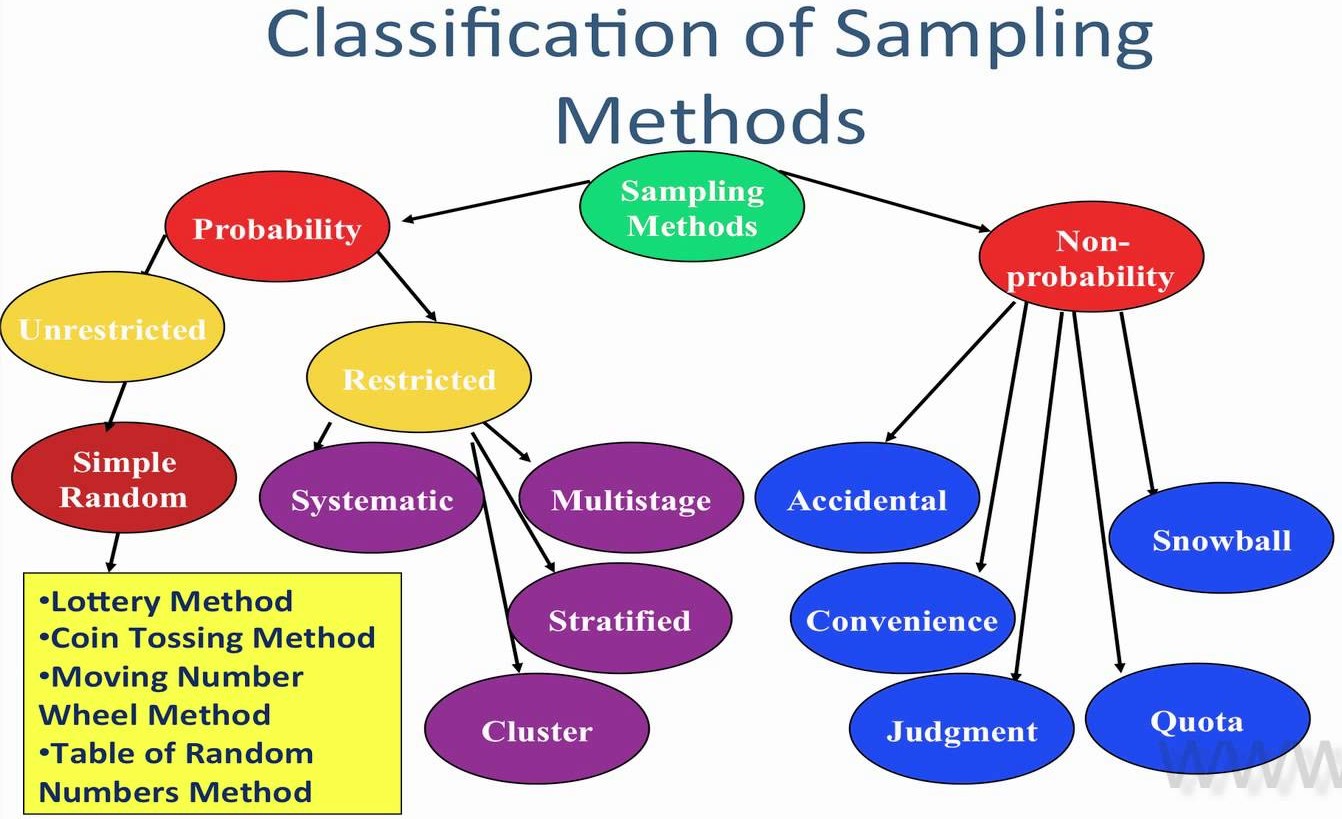 Classification of Sampling
Methods
Sampling
Methods
Probability
Non-
probability
Unrestricted
Restricted
Simple
Random
Systematic
Multistage
Accidental
Snowball
Stratified
Convenience
Cluster
Judgment
Quota
•Lottery Method
•Coin Tossing Method
•Moving Number
Wheel Method
•Table of Random
Numbers Method
www